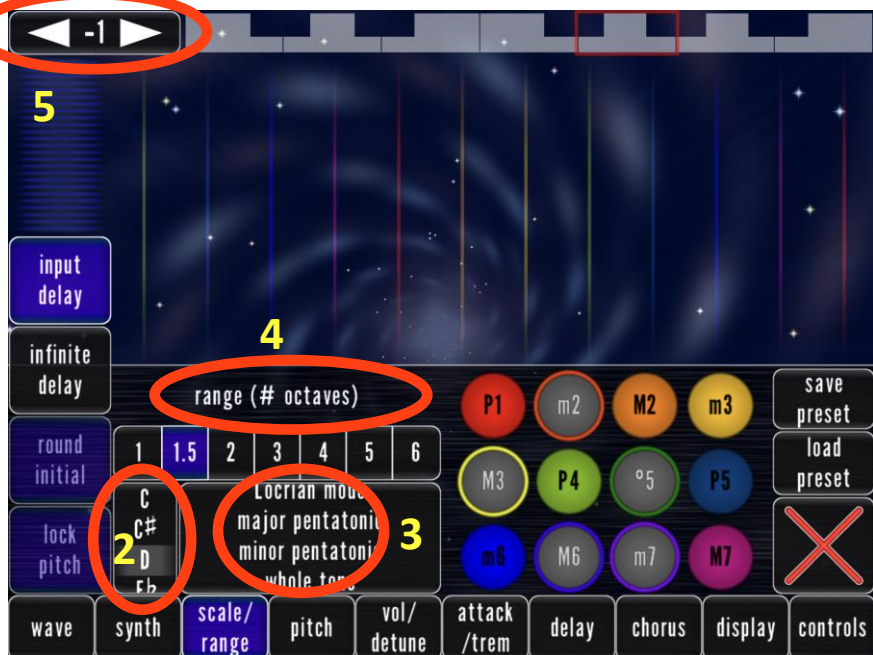 -1
5
input
delay
4
infinite
delay
range (# octaves)
P1 m2 M2 m3
save
preset
round
initial
1 1.5 2 3 4 5 6
load
preset
M3 P4 °5 P5
C
C#
D
Eb
2
Locrian mode
major pentatonic
minor pentatonic
whole tone
3
lock
pitch
m6 M6 m7 M7
wave
synth
scale/
range
pitch
vol/
detune
attack
/trem
delay
chorus
display
controls